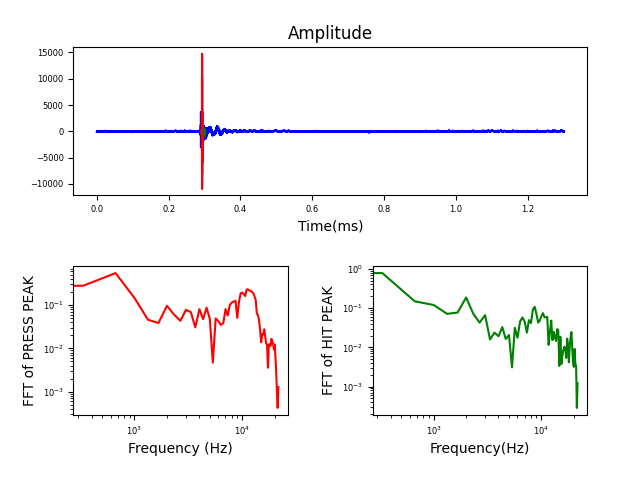 Amplitude
15000
10000
5000
0
−5000
−10000
0.0 0.2 0.4 0.6 0.8 1.0 1.2
Time(ms)
FFT of PRESS PEAK
10⁻¹
10⁻²
10⁻³
10³ 10⁴
Frequency (Hz)
FFT of HIT PEAK
10⁰
10⁻¹
10⁻²
10⁻³
10³ 10⁴
Frequency(Hz)